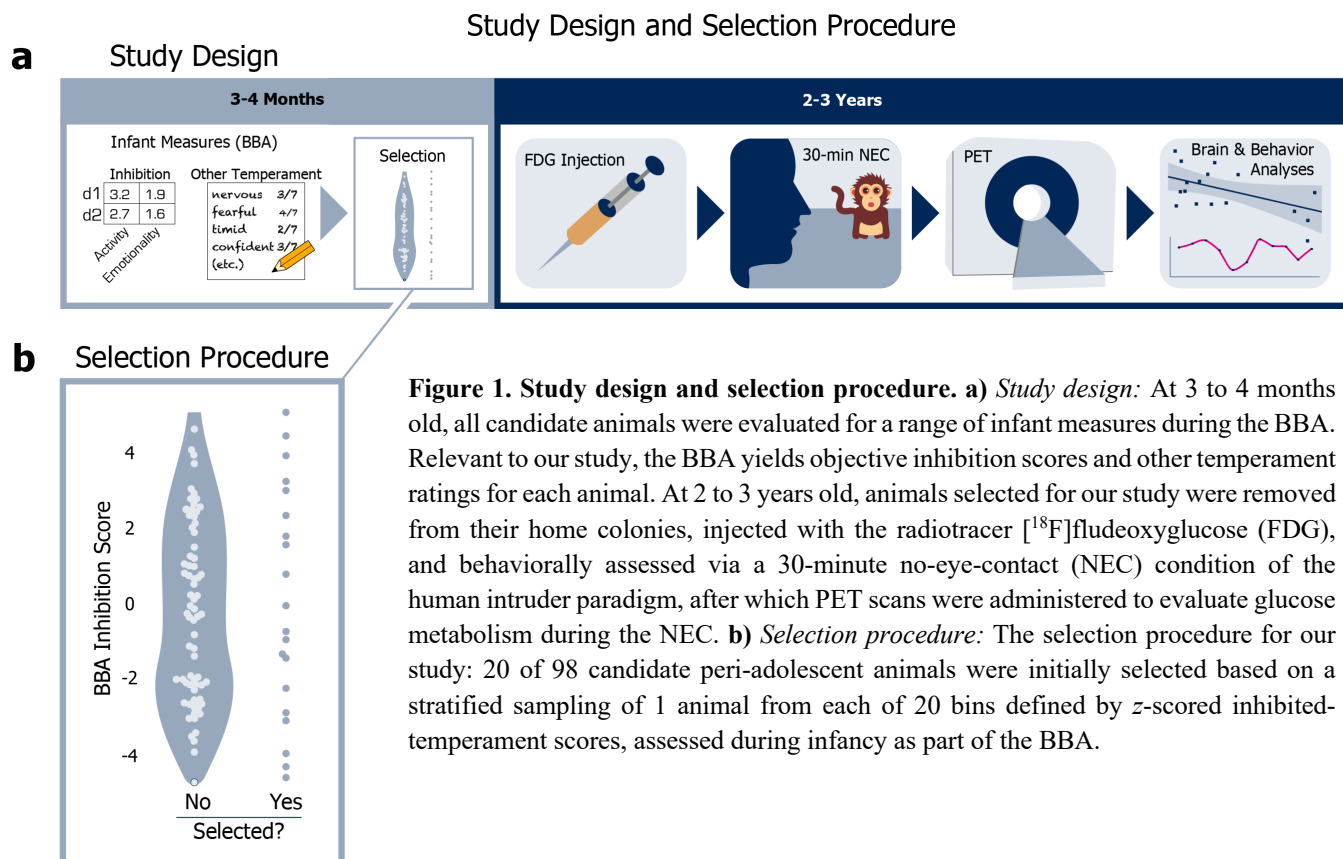 Study Design and Selection Procedure
a
Study Design
3-4 Months
2-3 Years
Infant Measures (BBA)
Inhibition
d1 3.2 1.9
d2 2.7 1.6
Activity
Emotionality
Other Temperament
nervous 3/7
fearful 4/7
timid 2/7
confident 3/7
(etc.)
Selection
FDG Injection
30-min NEC
PET
Brain & Behavior
Analyses
b
Selection Procedure
BBA Inhibition Score
4
2
0
-2
-4
No Yes
Selected?
Figure 1. Study design and selection procedure. a) Study design: At 3 to 4 months
old, all candidate animals were evaluated for a range of infant measures during the BBA.
Relevant to our study, the BBA yields objective inhibition scores and other temperament
ratings for each animal. At 2 to 3 years old, animals selected for our study were removed
from their home colonies, injected with the radiotracer [¹⁸F]fludeoxyglucose (FDG),
and behaviorally assessed via a 30-minute no-eye-contact (NEC) condition of the
human intruder paradigm, after which PET scans were administered to evaluate glucose
metabolism during the NEC. b) Selection procedure: The selection procedure for our
study: 20 of 98 candidate peri-adolescent animals were initially selected based on a
stratified sampling of 1 animal from each of 20 bins defined by z-scored inhibited-
temperament scores, assessed during infancy as part of the BBA.